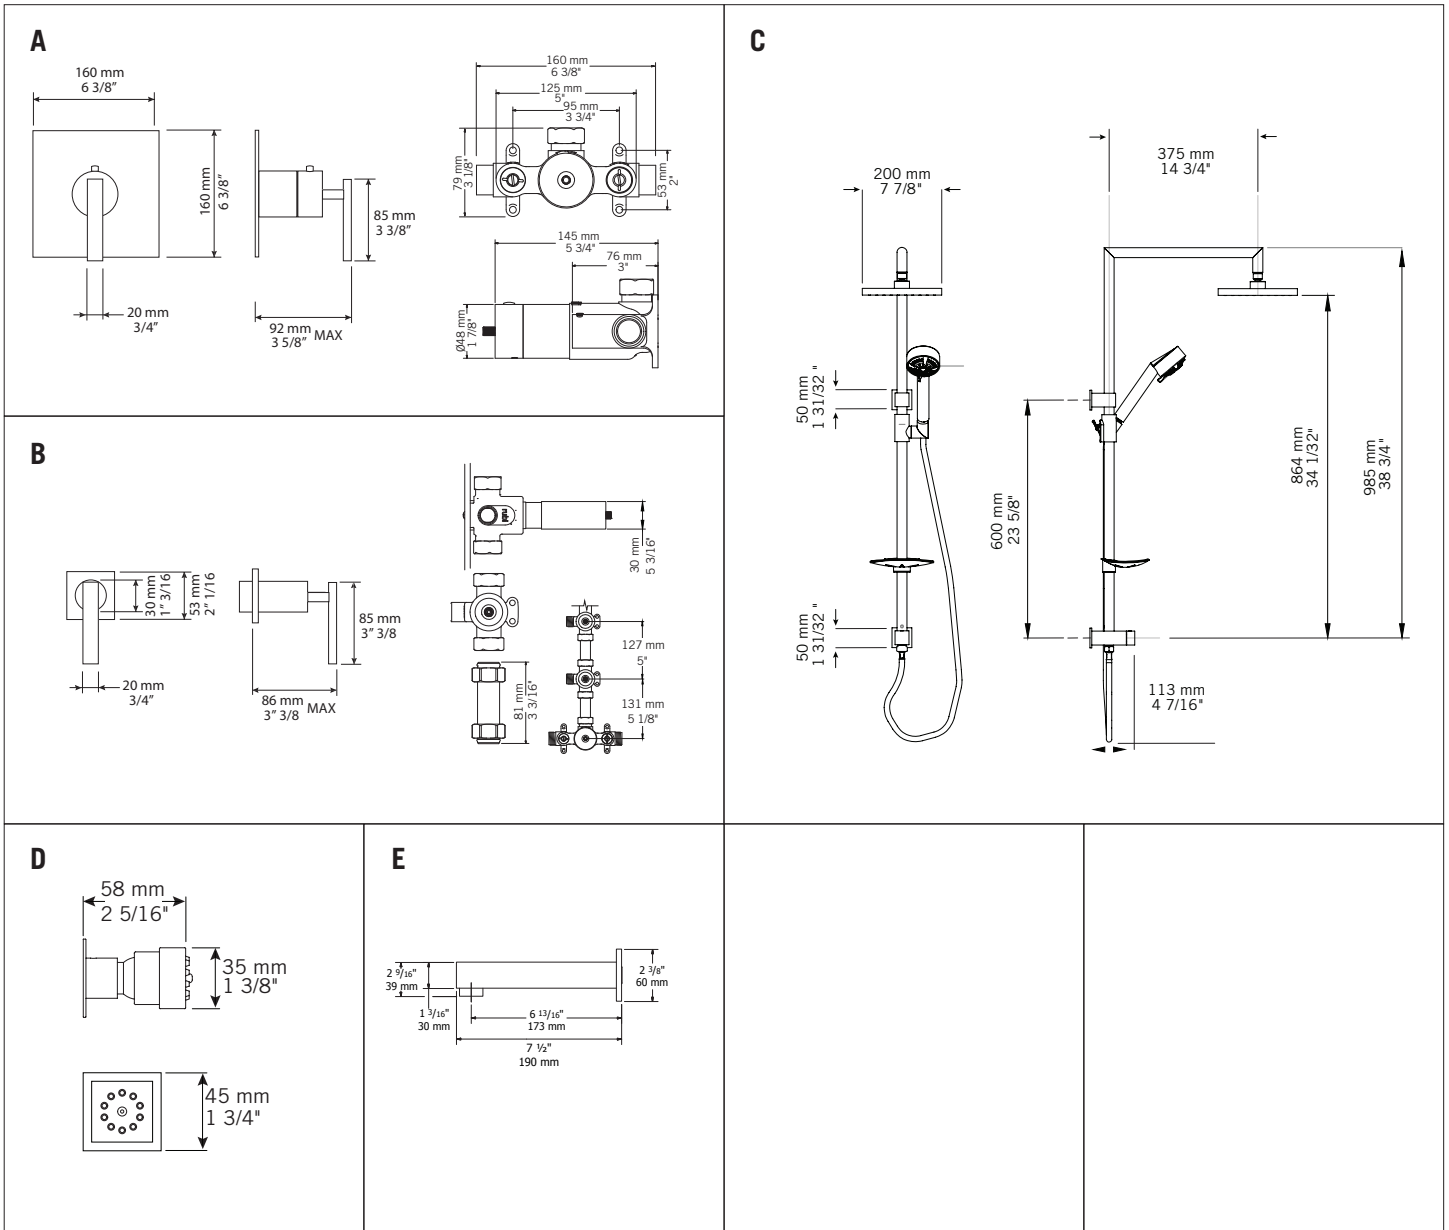 A
160 mm
6 3/8”
160 mm
6 3/8”
20 mm
3/4”
85 mm
3 3/8”
92 mm MAX
3 5/8”
160 mm
6 3/8"
125 mm
5"
95 mm
3 3/4"
79 mm
3 1/8"
53 mm
2"
145 mm
5 3/4"
76 mm
3"
Ø48 mm
1 7/8"
B
30 mm
1” 3/16
53 mm
2” 1/16
20 mm
3/4”
85 mm
3” 3/8
86 mm MAX
3” 3/8
30 mm
5 3/16"
81 mm
3 3/16"
127 mm
5"
131 mm
5 1/8"
C
200 mm
7 7/8"
375 mm
14 3/4"
50 mm
1 31/32 "
50 mm
1 31/32 "
600 mm
23 5/8"
864 mm
34 1/32"
985 mm
38 3/4"
113 mm
4 7/16"
D
58 mm
2 5/16"
35 mm
1 3/8"
45 mm
1 3/4"
E
2 9/16"
39 mm
1 3/16"
30 mm
6 13/16"
173 mm
7 ½"
190 mm
2 3/8"
60 mm